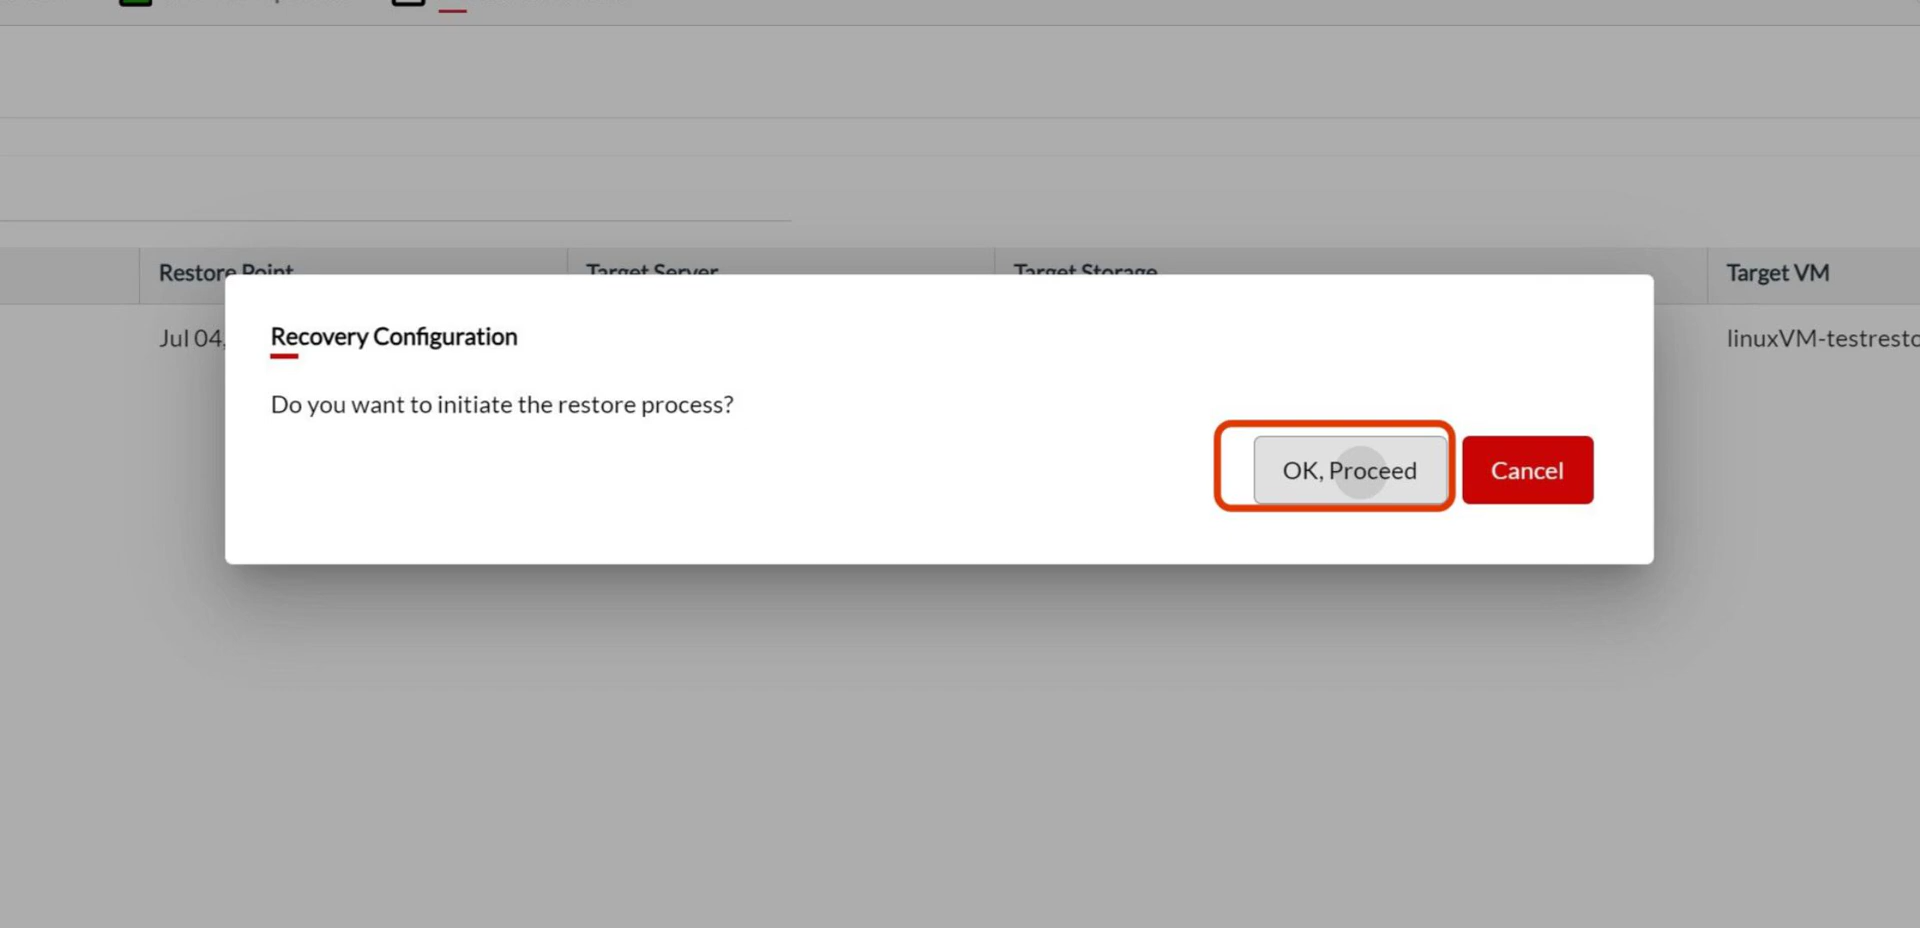 Restore Point
Target Server
Target Storage
Target VM
Jul 04,
linuxVM-testresto
Recovery Configuration
Do you want to initiate the restore process?
OK, Proceed
Cancel